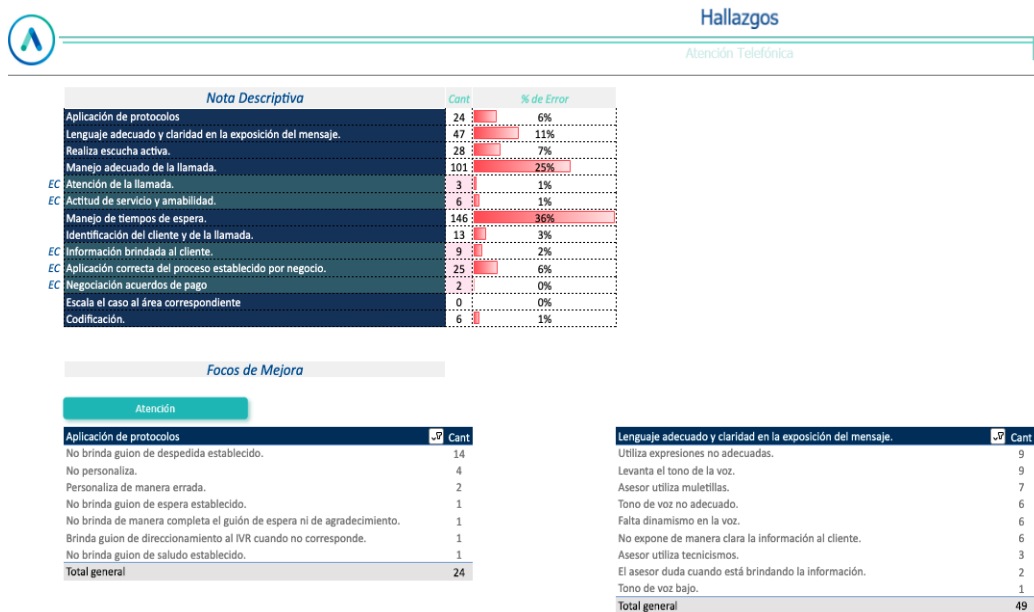 Hallazgos
Atención Telefónica
Nota Descriptiva Cant % de Error
Aplicación de protocolos 24 6%
Lenguaje adecuado y claridad en la exposición del mensaje. 47 11%
Realiza escucha activa. 28 7%
Manejo adecuado de la llamada. 101 25%
EC Atención de la llamada. 3 1%
EC Actitud de servicio y amabilidad. 6 1%
Manejo de tiempos de espera. 146 36%
Identificación del cliente y de la llamada. 13 3%
EC Información brindada al cliente. 9 2%
EC Aplicación correcta del proceso establecido por negocio. 25 6%
EC Negociación acuerdos de pago 2 0%
Escala el caso al área correspondiente 0 0%
Codificación. 6 1%
Focos de Mejora
Atención
Aplicación de protocolos Cant
No brinda guion de despedida establecido. 14
No personaliza. 4
Personaliza de manera errada. 2
No brinda guion de espera establecido. 1
No brinda de manera completa el guión de espera ni de agradecimiento. 1
Brinda guion de direccionamiento al IVR cuando no corresponde. 1
No brinda guion de saludo establecido. 1
Total general 24
Lenguaje adecuado y claridad en la exposición del mensaje. Cant
Utiliza expresiones no adecuadas. 9
Levanta el tono de la voz. 9
Asesor utiliza muletillas. 7
Tono de voz no adecuado. 6
Falta dinamismo en la voz. 6
No expone de manera clara la información al cliente. 6
Asesor utiliza tecnicismos. 3
El asesor duda cuando está brindando la información. 2
Tono de voz bajo. 1
Total general 49